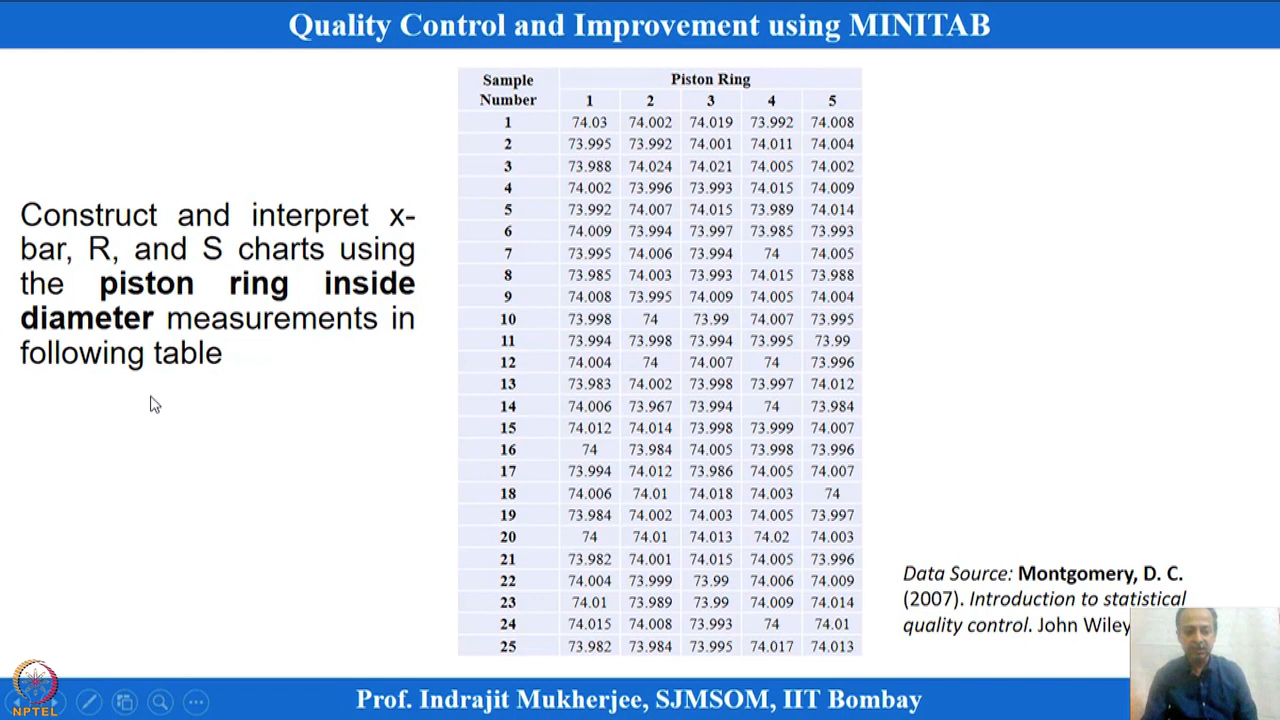 Quality Control and Improvement using MINITAB
Construct and interpret x-
bar, R, and S charts using
the piston ring inside
diameter measurements in
following table
Sample Number Piston Ring
1 2 3 4 5
1 74.03 74.002 74.019 73.992 74.008
2 73.995 73.992 74.001 74.011 74.004
3 73.988 74.024 74.021 74.005 74.002
4 74.002 73.996 73.993 74.015 74.009
5 73.992 74.007 74.015 73.989 74.014
6 74.009 73.994 73.997 73.985 73.993
7 73.995 74.006 73.994 74 74.005
8 73.985 74.003 73.993 74.015 73.988
9 74.008 73.995 74.009 74.005 74.004
10 73.998 74 73.99 74.007 73.995
11 73.994 73.998 73.994 73.995 73.99
12 74.004 74 74.007 74 73.996
13 73.983 74.002 73.998 73.997 74.012
14 74.006 73.967 73.994 74 73.984
15 74.012 74.014 73.998 73.999 74.007
16 74 73.984 74.005 73.998 73.996
17 73.994 74.012 73.986 74.005 74.007
18 74.006 74.01 74.018 74.003 74
19 73.984 74.002 74.003 74.005 73.997
20 74 74.01 74.013 74.02 74.003
21 73.982 74.001 74.015 74.005 73.996
22 74.004 73.999 73.99 74.006 74.009
23 74.01 73.989 73.99 74.009 74.014
24 74.015 74.008 73.993 74 74.01
25 73.982 73.984 73.995 74.017 74.013
Data Source: Montgomery, D. C.
(2007). Introduction to statistical
quality control. John Wiley
NPTEL
Prof. Indrajit Mukherjee, SJMSOM, IIT Bombay